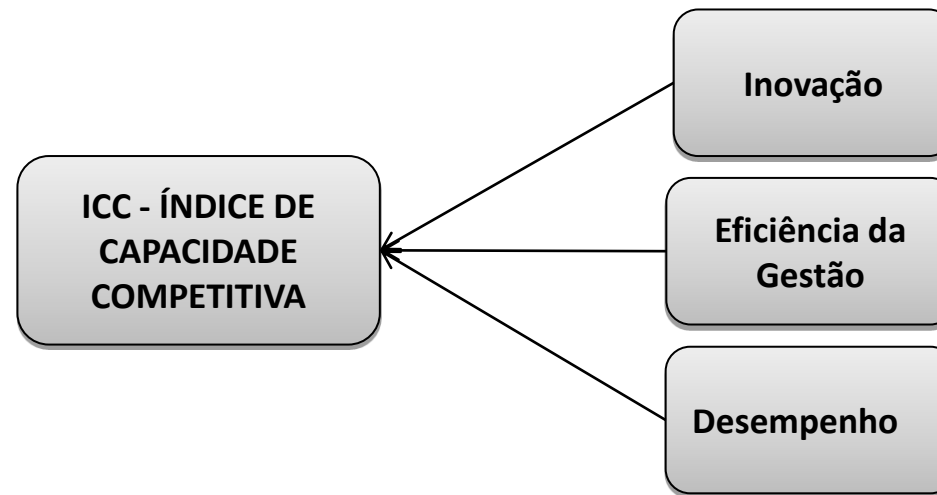 Inovação
ICC - ÍNDICE DE
CAPACIDADE
COMPETITIVA
Eficiência da
Gestão
Desempenho